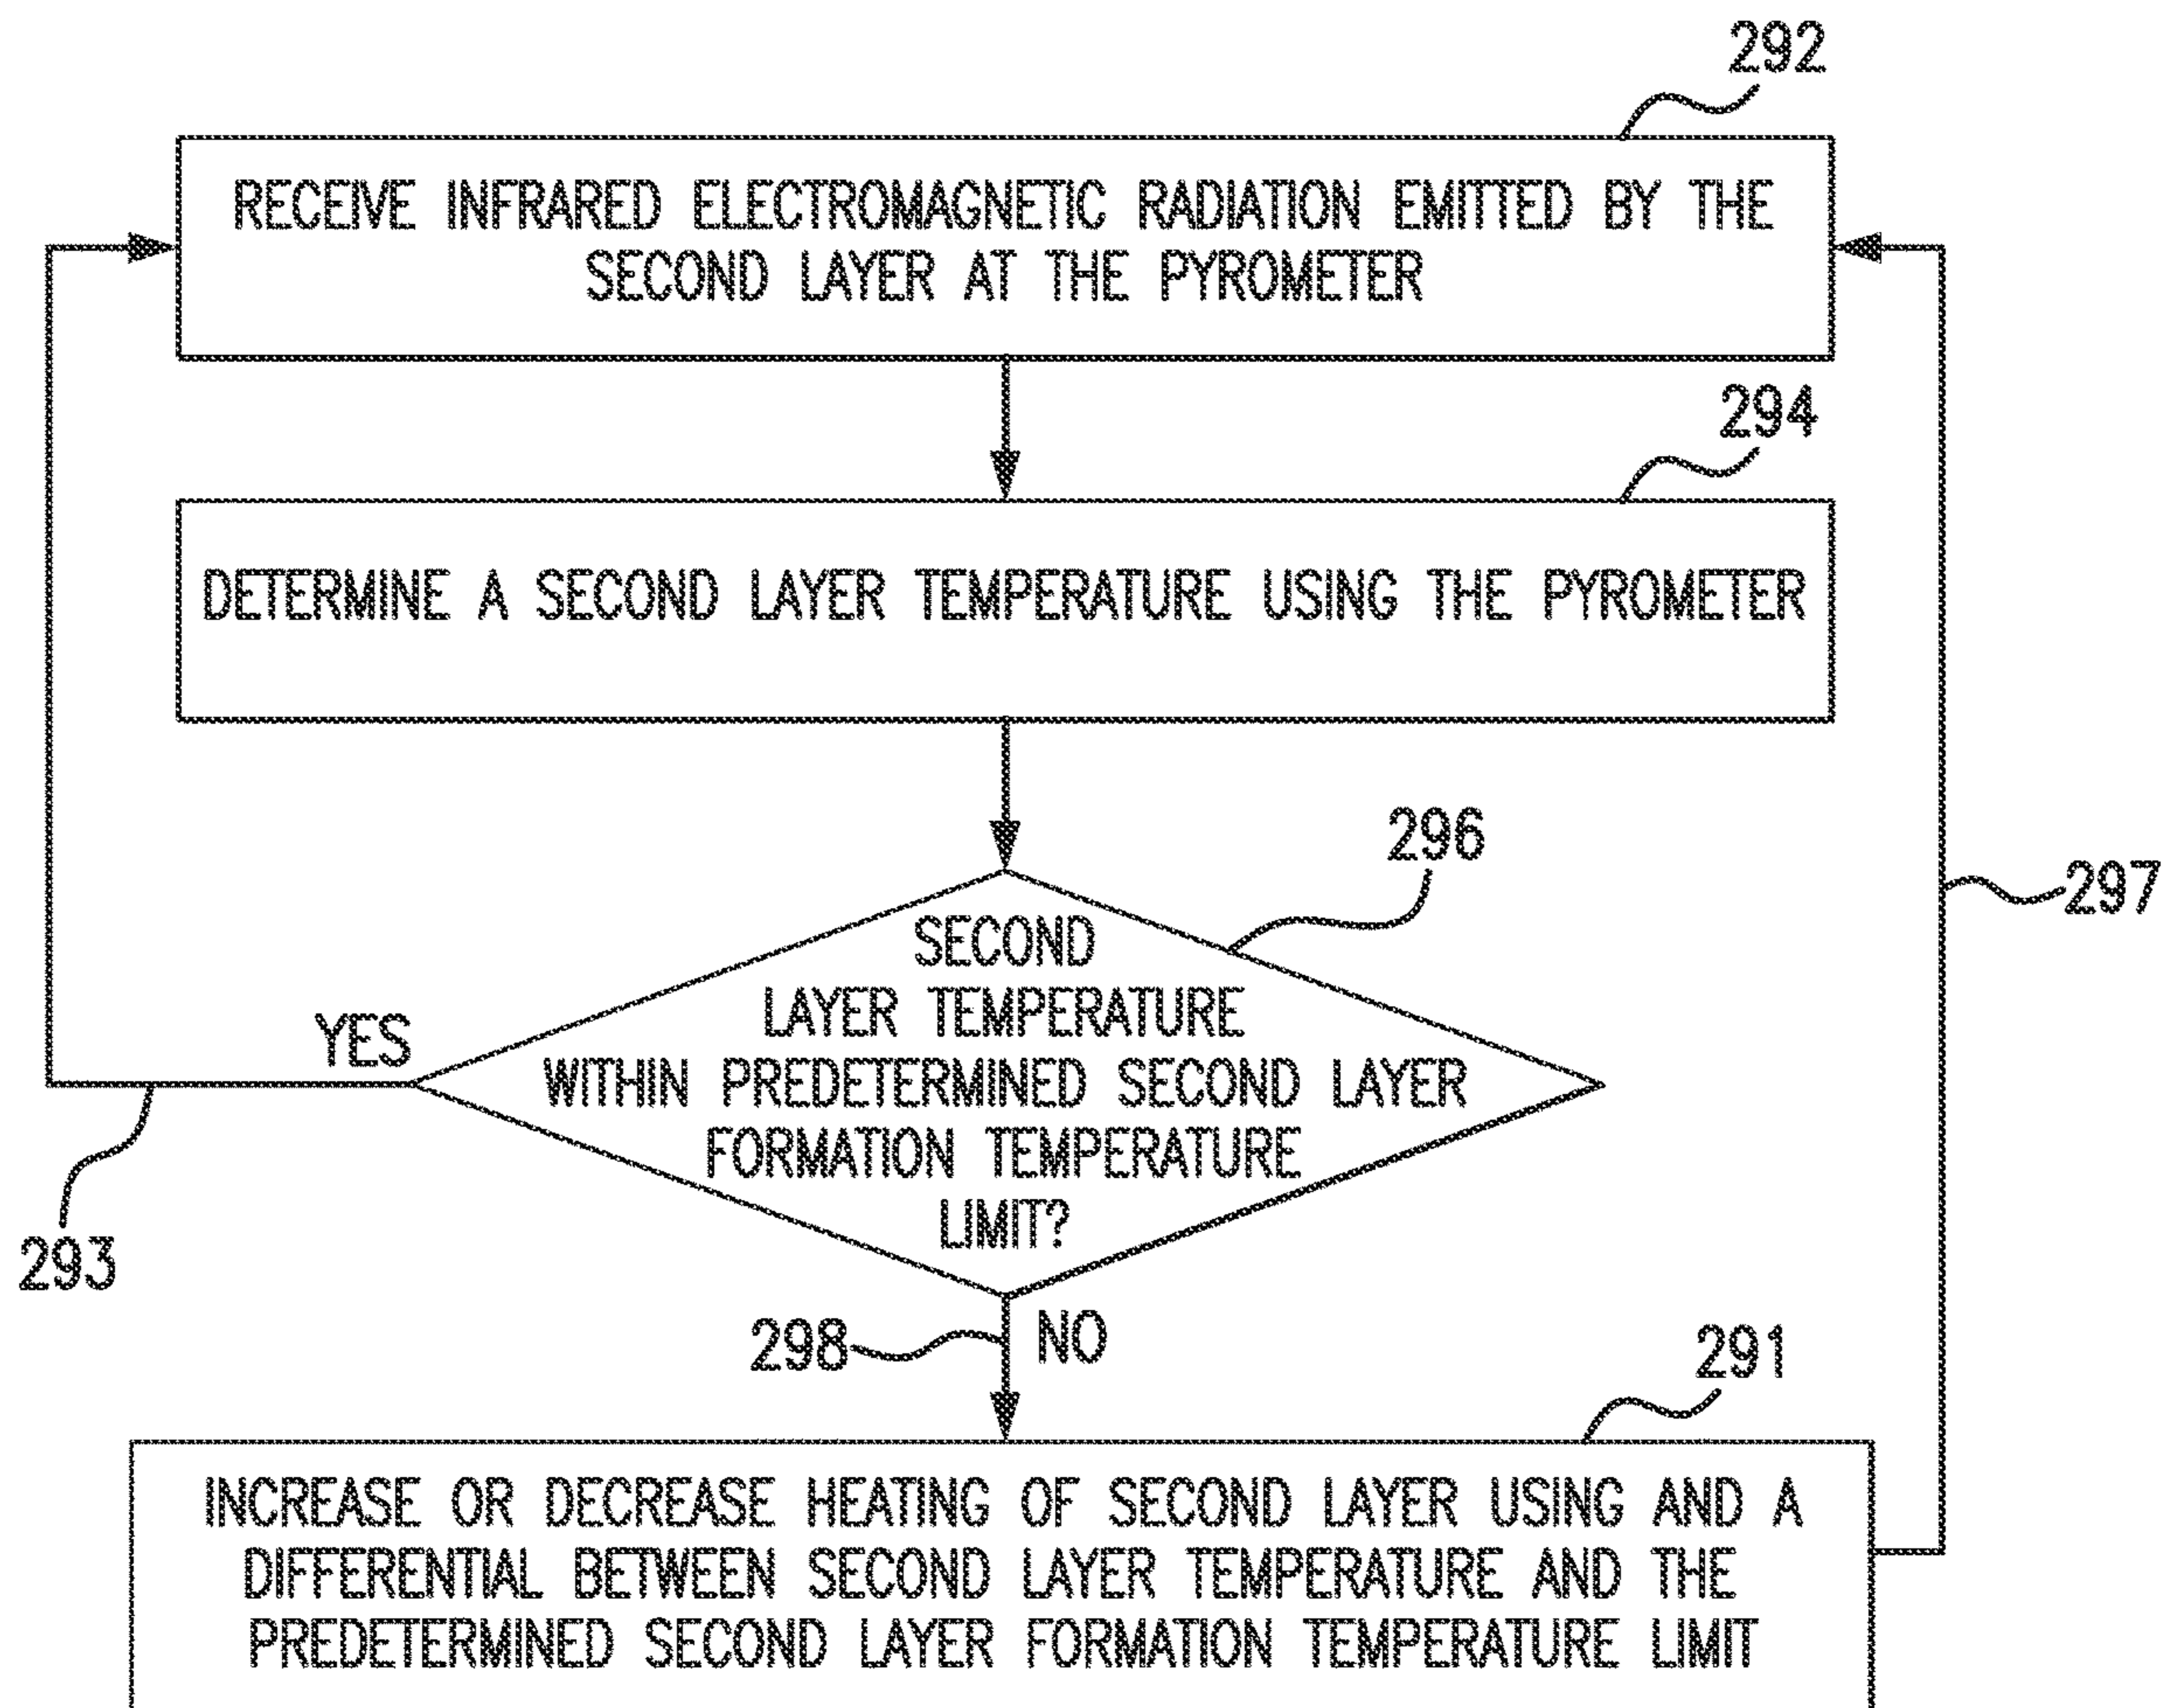 292
RECEIVE INFRARED ELECTROMAGNETIC RADIATION EMITTED BY THE
SECOND LAYER AT THE PYROMETER
294
DETERMINE A SECOND LAYER TEMPERATURE USING THE PYROMETER
296
297
SECOND
LAYER TEMPERATURE
WITHIN PREDETERMINED SECOND LAYER
FORMATION TEMPERATURE
LIMIT?
YES
293
298
NO
291
INCREASE OR DECREASE HEATING OF SECOND LAYER USING AND A
DIFFERENTIAL BETWEEN SECOND LAYER TEMPERATURE AND THE
PREDETERMINED SECOND LAYER FORMATION TEMPERATURE LIMIT